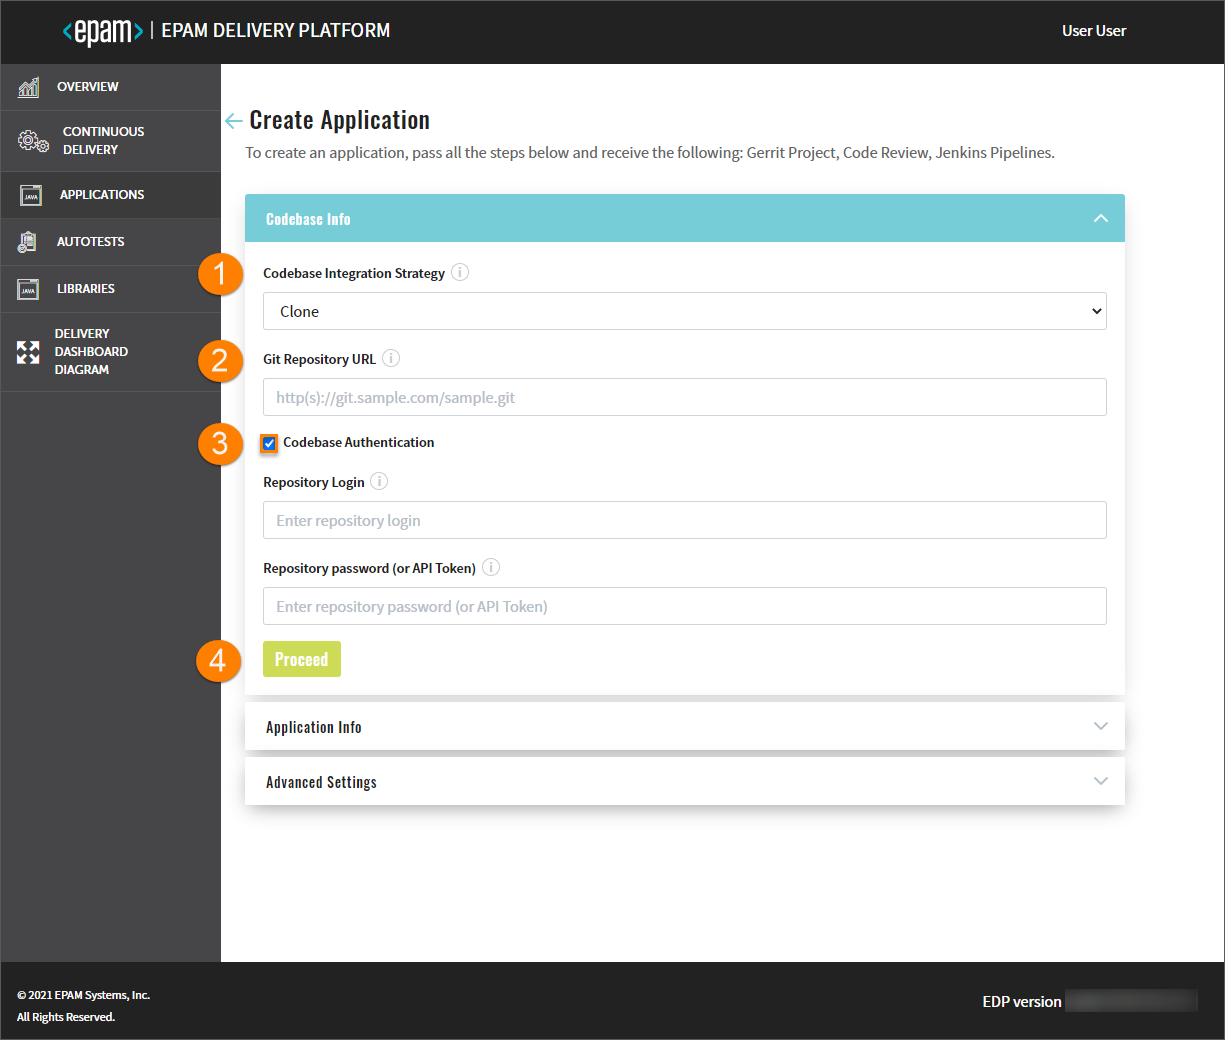 <epam> | EPAM DELIVERY PLATFORM
User User
OVERVIEW
CONTINUOUS
DELIVERY
JAVA
APPLICATIONS
AUTOTESTS
JAVA
LIBRARIES
DELIVERY
DASHBOARD
DIAGRAM
Create Application
To create an application, pass all the steps below and receive the following: Gerrit Project, Code Review, Jenkins Pipelines.
Codebase Info
1
Codebase Integration Strategy i
Clone
2
Git Repository URL i
http(s)://git.sample.com/sample.git
3
Codebase Authentication
Repository Login i
Enter repository login
Repository password (or API Token) i
Enter repository password (or API Token)
4
Proceed
Application Info
Advanced Settings
© 2021 EPAM Systems, Inc.
All Rights Reserved.
EDP version